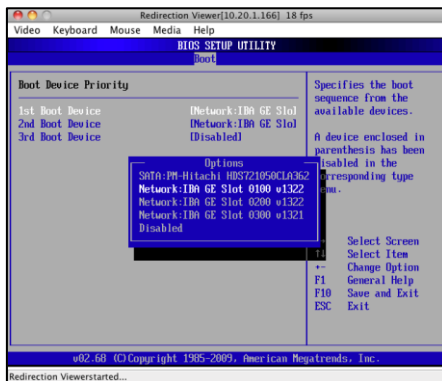 Redirection Viewer[10.20.1.166] 18 fps
Video Keyboard Mouse Media Help
BIOS SETUP UTILITY
Boot
Boot Device Priority
1st Boot Device [Network:IBA GE Slo]
2nd Boot Device [Network:IBA GE Slo]
3rd Boot Device [Disabled]
Options
SATA:PM-Hitachi HDS721050CLA362
Network:IBA GE Slot 0100 v1322
Network:IBA GE Slot 0200 v1322
Network:IBA GE Slot 0300 v1321
Disabled
Specifies the boot
sequence from the
available devices.
A device enclosed in
parenthesis has been
disabled in the
corresponding type
menu.
Select Screen
↑↓ Select Item
+- Change Option
F1 General Help
F10 Save and Exit
ESC Exit
v02.68 (C)Copyright 1985-2009, American Megatrends, Inc.
Redirection Viewerstarted...